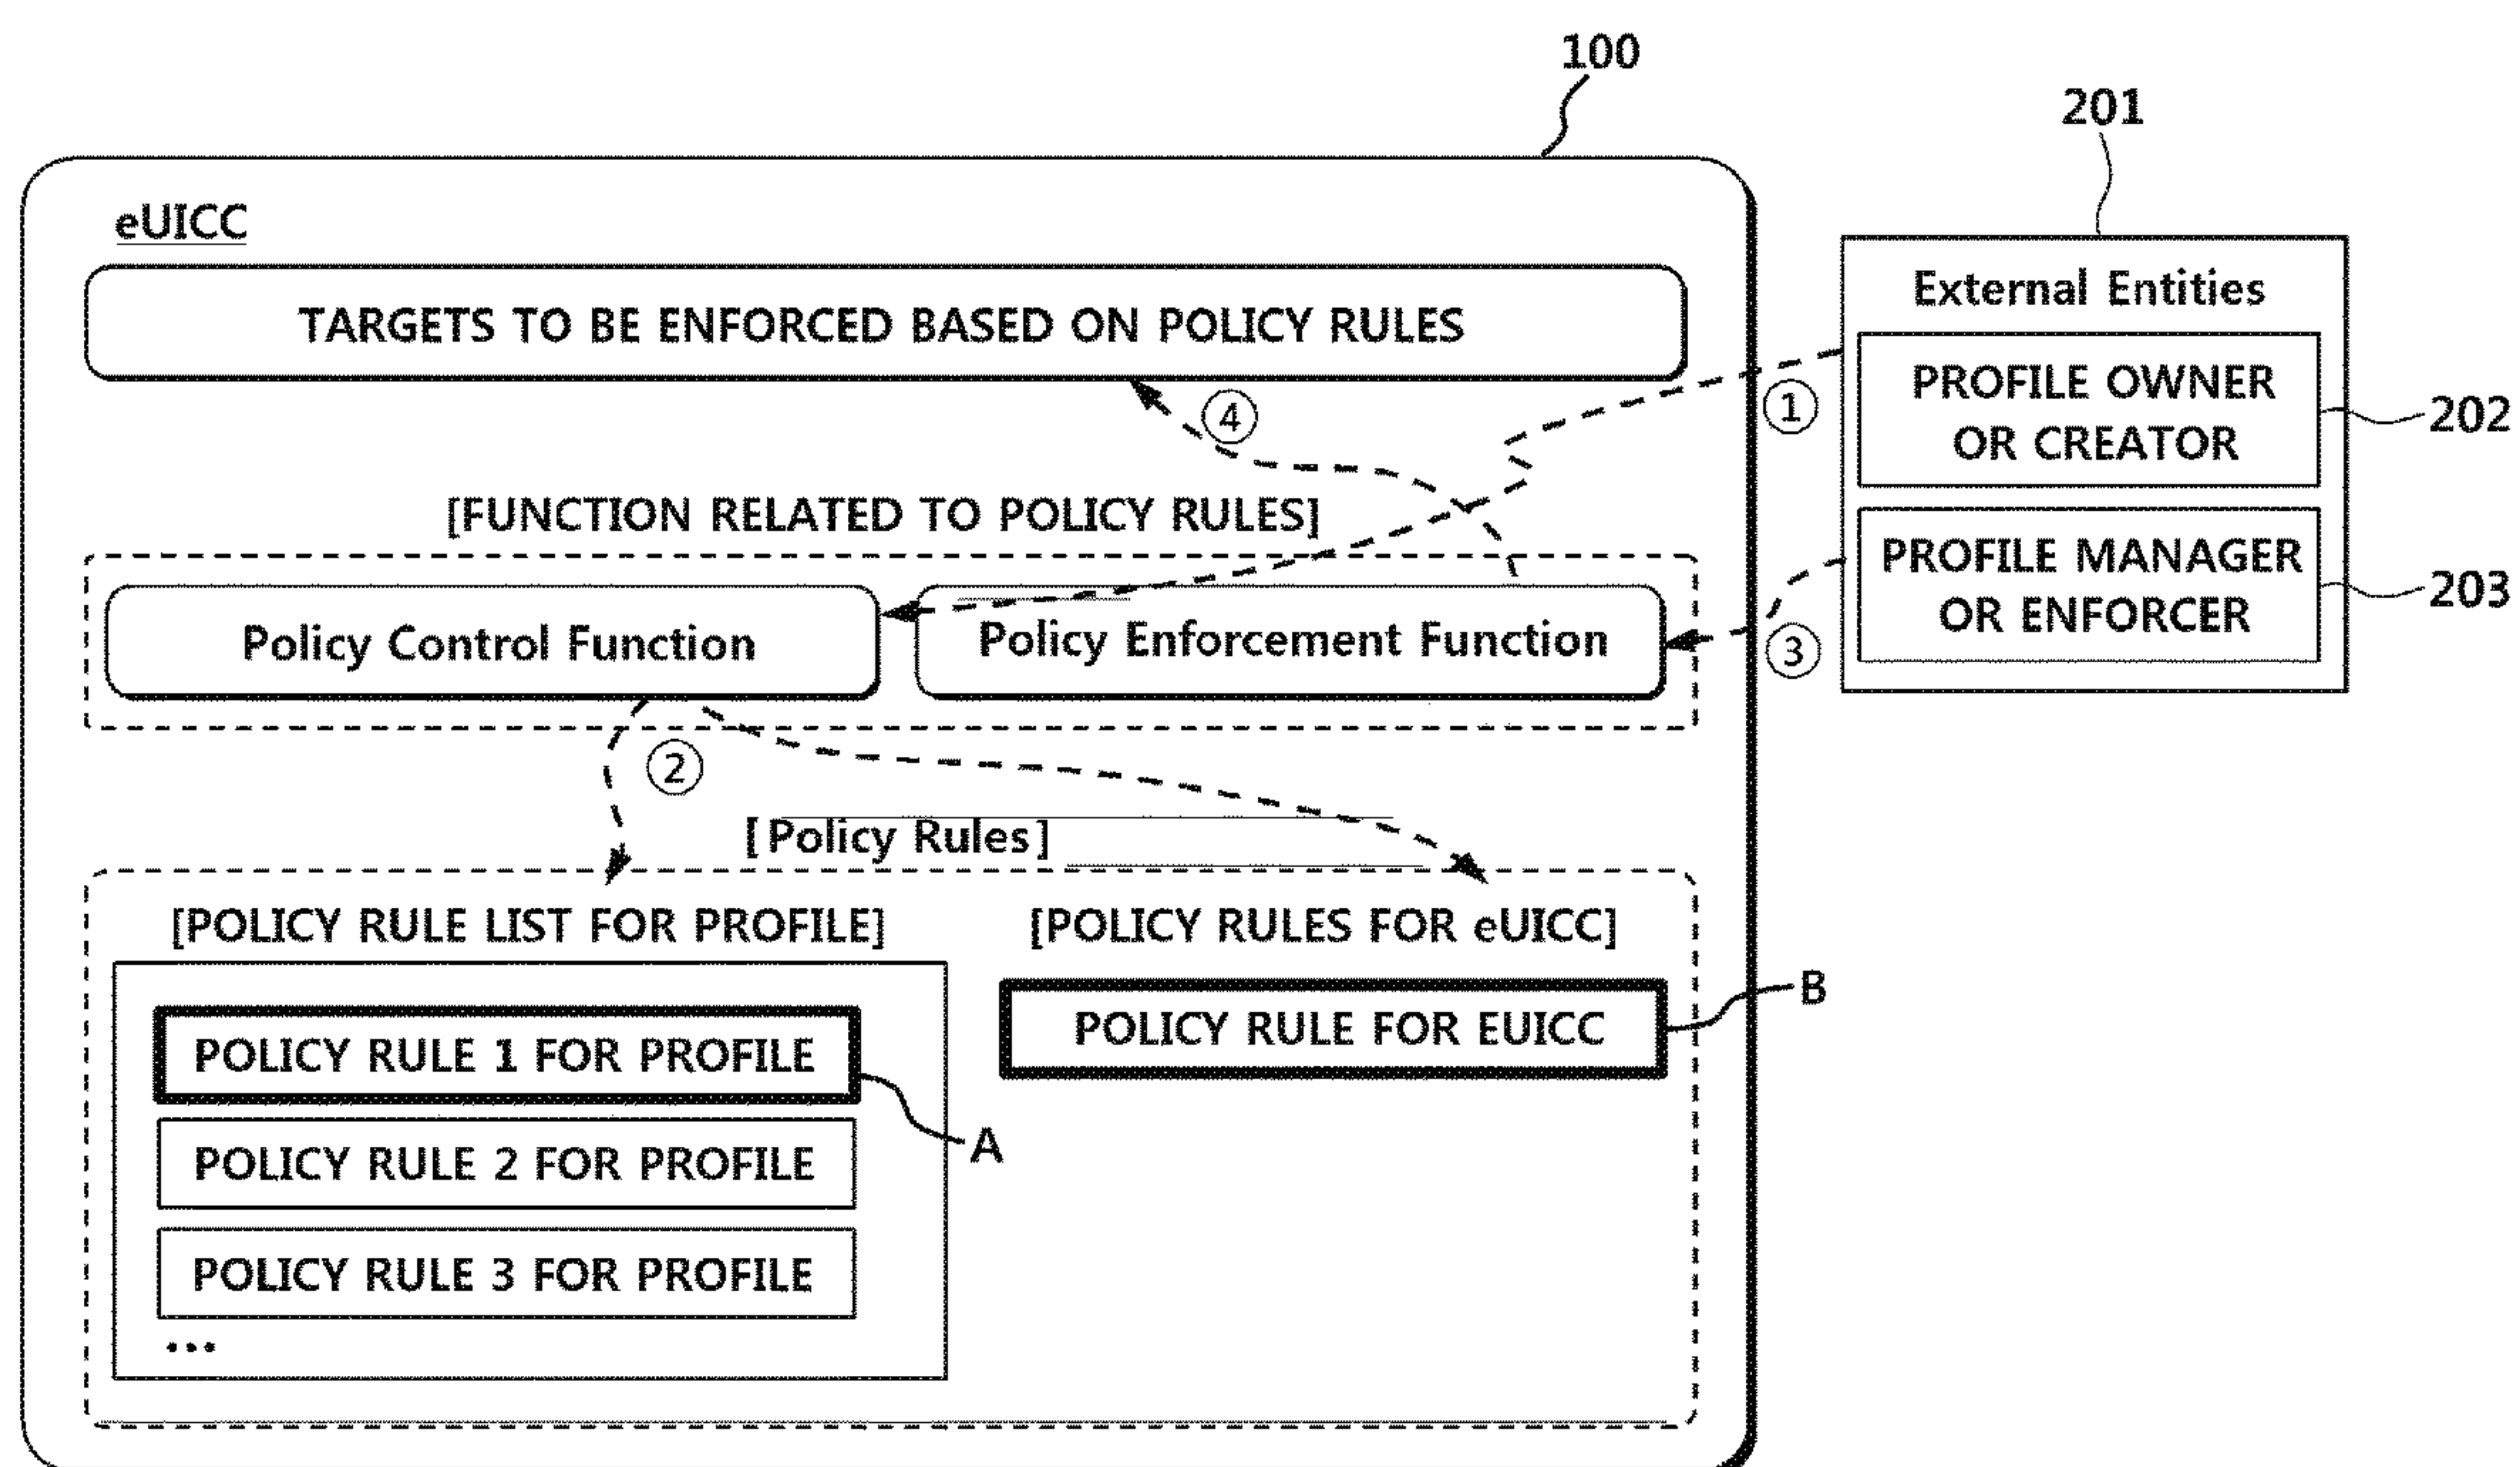 100
201
eUICC
External Entities
TARGETS TO BE ENFORCED BASED ON POLICY RULES
PROFILE OWNER
OR CREATOR
202
①
④
[FUNCTION RELATED TO POLICY RULES]
PROFILE MANAGER
OR ENFORCER
203
Policy Control Function
Policy Enforcement Function
③
②
[Policy Rules]
[POLICY RULE LIST FOR PROFILE]
[POLICY RULES FOR eUICC]
B
POLICY RULE FOR EUICC
POLICY RULE 1 FOR PROFILE
A
POLICY RULE 2 FOR PROFILE
POLICY RULE 3 FOR PROFILE
...